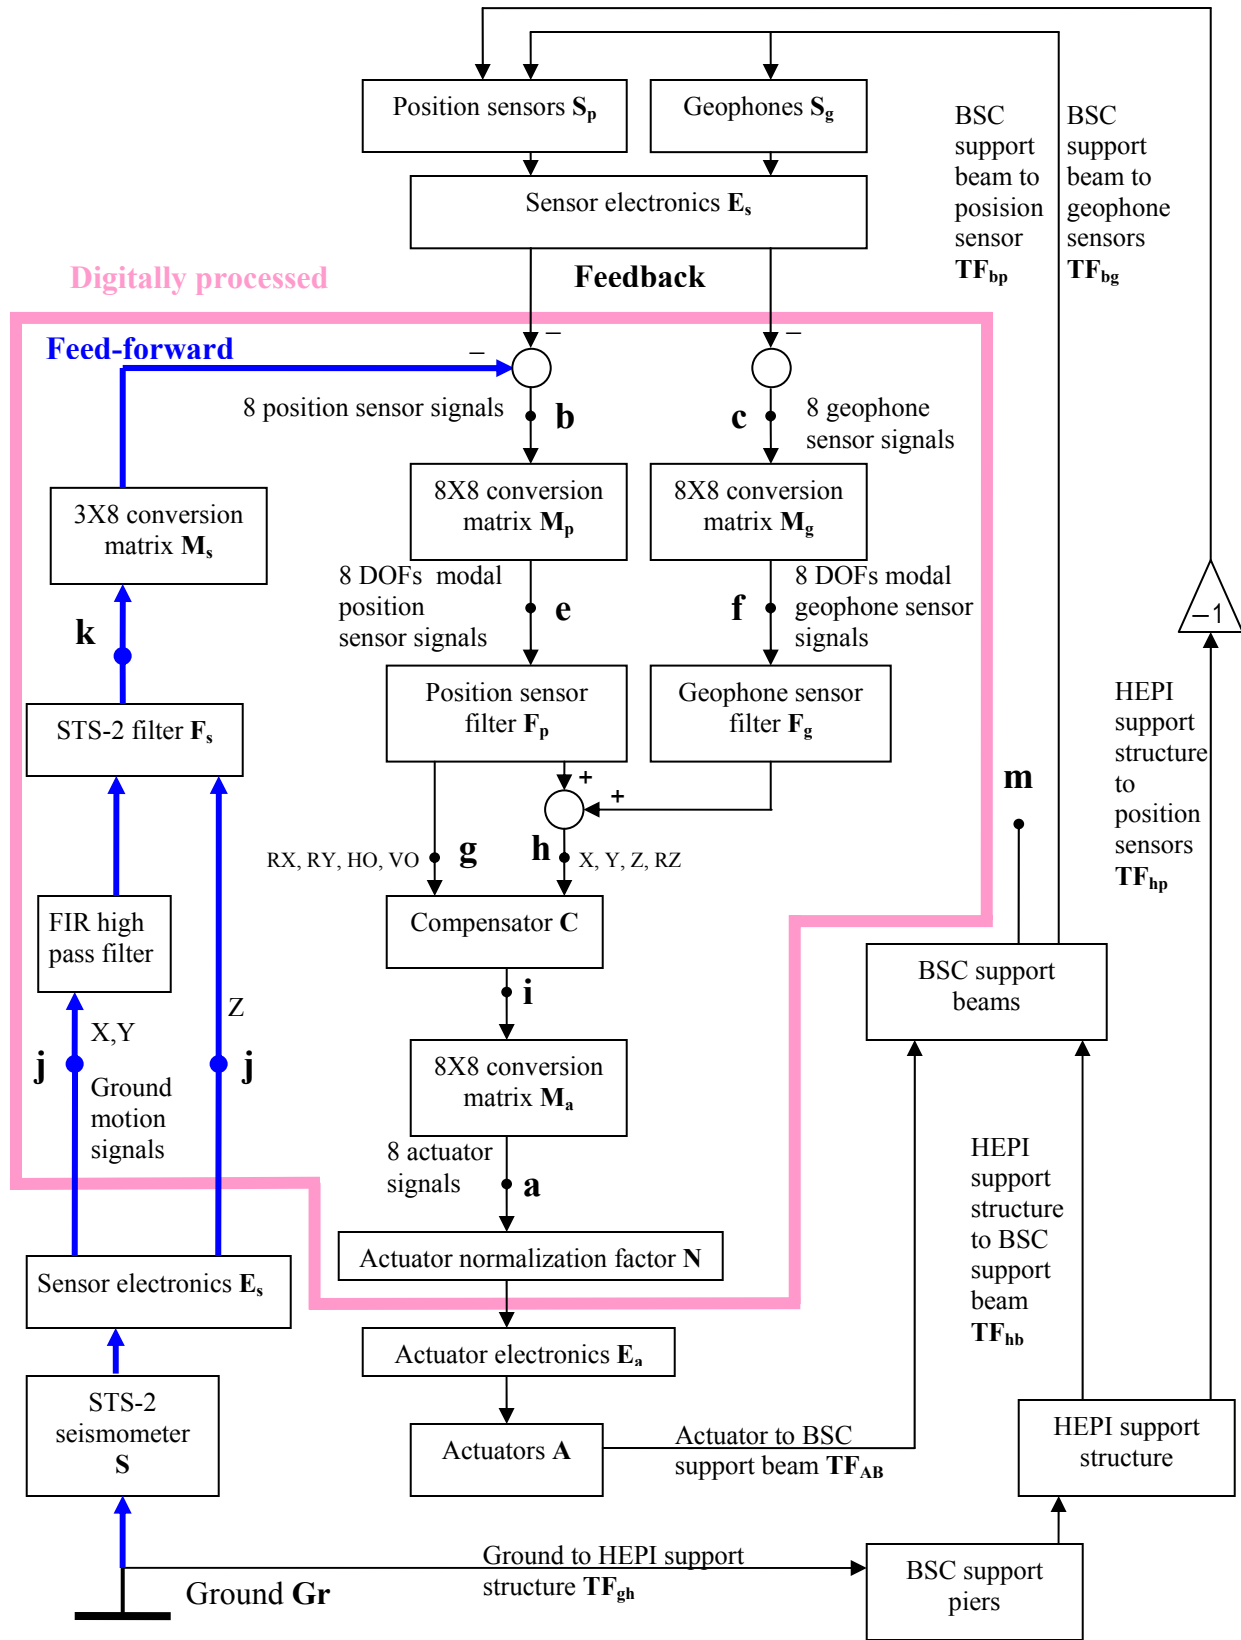 Position sensors Sp
Geophones Sg
Sensor electronics Es
BSC
support
beam to
posision
sensor
TFbp
BSC
support
beam to
geophone
sensors
TFbg
Digitally processed
Feedback
Feed-forward
–
–
–
8 position sensor signals
b
c
8 geophone
sensor signals
3X8 conversion
matrix Ms
8X8 conversion
matrix Mp
8X8 conversion
matrix Mg
8 DOFs modal
position
sensor signals
e
f
8 DOFs modal
geophone sensor
signals
–1
k
STS-2 filter Fs
Position sensor
filter Fp
Geophone sensor
filter Fg
HEPI
support
structure
to
position
sensors
TFhp
+
+
m
RX, RY, HO, VO
g
h
X, Y, Z, RZ
FIR high
pass filter
Compensator C
BSC support
beams
i
Z
X,Y
j
j
Ground
motion
signals
8X8 conversion
matrix Ma
8 actuator
signals
a
HEPI
support
structure
to BSC
support
beam
TFhb
Actuator normalization factor N
Sensor electronics Es
Actuator electronics Ea
STS-2
seismometer
S
Actuators A
Actuator to BSC
support beam TFAB
HEPI support
structure
Ground to HEPI support
structure TFgh
Ground Gr
BSC support
piers